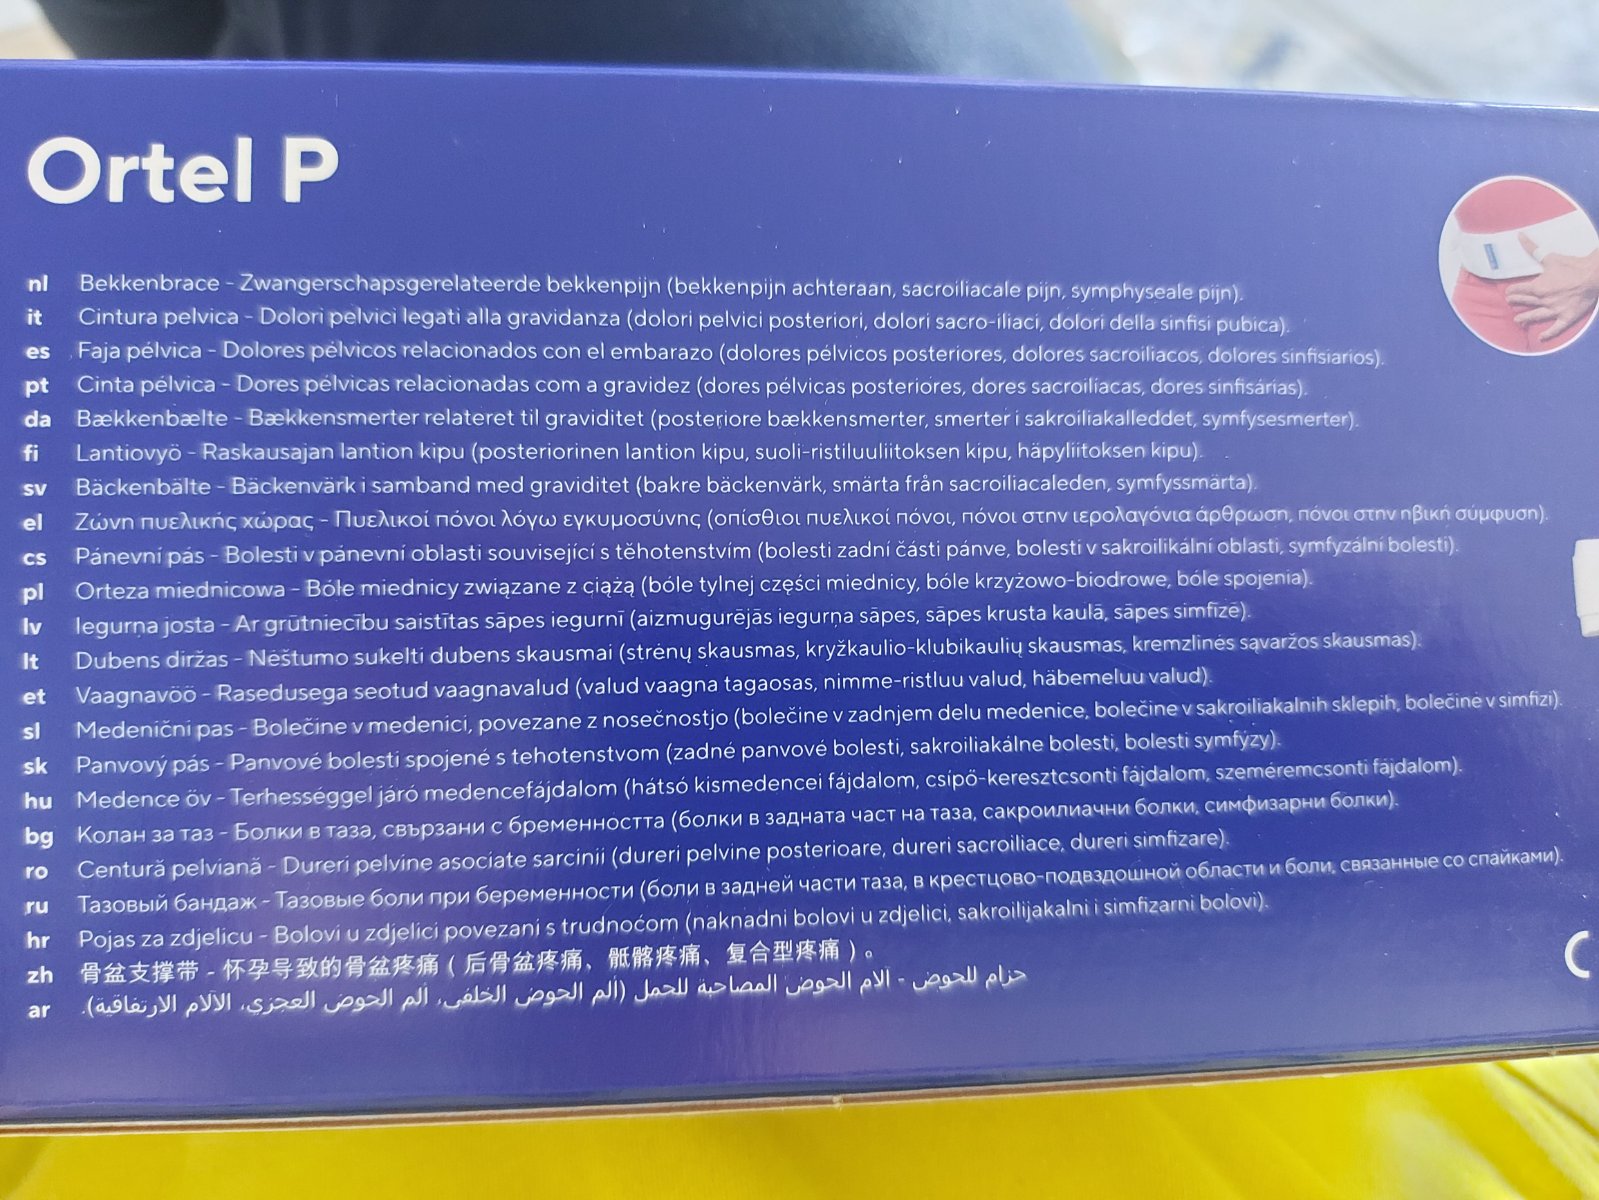 Ortel P
nl Bekkenbrace - Zwangerschapsgerelateerde bekkenpijn (bekkenpijn achteraan, sacroiliacale pijn, symphyseale pijn).
it Cintura pelvica - Dolori pelvici legati alla gravidanza (dolori pelvici posteriori, dolori sacro-iliaci, dolori della sinfisi pubica).
es Faja pélvica - Dolores pélvicos relacionados con el embarazo (dolores pélvicos posteriores, dolores sacroiliacos, dolores sinfisiarios).
pt Cinta pélvica - Dores pélvicas relacionadas com a gravidez (dores pélvicas posteriores, dores sacroilíacas, dores sinfisárias).
da Bækkenbælte - Bækkensmerter relateret til graviditet (posteriore bækkensmerter, smerter i sakroiliakalleddet, symfysesmerter).
fi Lantiovyö - Raskausajan lantion kipu (posteriorinen lantion kipu, suoli-ristiluuliitoksen kipu, häpyliitoksen kipu).
sv Bäckenbälte - Bäckenvärk i samband med graviditet (bakre bäckenvärk, smärta från sacroiliacaleden, symfyssmärta).
el Ζώνη πυελικής χώρας - Πυελικοί πόνοι λόγω εγκυμοσύνης (οπίσθιοι πυελικοί πόνοι, πόνοι στην ιερολαγόνια άρθρωση, πόνοι στην ηβική σύμφυση).
cs Pánevní pás - Bolesti v pánevní oblasti související s těhotenstvím (bolesti zadní části pánve, bolesti v sakroilikální oblasti, symfyzální bolesti).
pl Orteza miednicowa - Bóle miednicy związane z ciążą (bóle tylnej części miednicy, bóle krzyżowo-biodrowe, bóle spojenia).
lv Iegurņa josta - Ar grūtniecību saistītas sāpes iegurnī (aizmugurējās iegurņa sāpes, sāpes krusta kaulā, sāpes simfīzē).
lt Dubens diržas - Nėštumo sukelti dubens skausmai (strėnų skausmas, kryžkaulio-klubikaulių skausmas, kremzlinės sąvaržos skausmas).
et Vaagnavöö - Rasedusega seotud vaagnavalud (valud vaagna tagaosas, nimme-ristluu valud, häbemeluu valud).
sl Medenični pas - Bolečine v medenici, povezane z nosečnostjo (bolečine v zadnjem delu medenice, bolečine v sakroiliakalnih sklepih, bolečine v simfizi).
sk Panvový pás - Panvové bolesti spojené s tehotenstvom (zadné panvové bolesti, sakroiliakálne bolesti, bolesti symfýzy).
hu Medence öv - Terhességgel járó medencefájdalom (hátsó kismedencei fájdalom, csípő-keresztcsonti fájdalom, szeméremcsonti fájdalom).
bg Колан за таз - Болки в таза, свързани с бременността (болки в задната част на таза, сакроилиачни болки, симфизарни болки).
ro Centură pelviană - Dureri pelvine asociate sarcinii (dureri pelvine posterioare, dureri sacroiliace, dureri simfizare).
ru Тазовый бандаж - Тазовые боли при беременности (боли в задней части таза, в крестцово-подвздошной области и боли, связанные со спайками).
hr Pojas za zdjelicu - Bolovi u zdjelici povezani s trudnoćom (naknadni bolovi u zdjelici, sakroilijakalni i simfizarni bolovi).
zh 骨盆支撑带 - 怀孕导致的骨盆疼痛（后骨盆疼痛、骶髂疼痛、复合型疼痛）。
ar حزام للحوض - آلام الحوض المصاحبة للحمل (ألم الحوض الخلفي، ألم الحوض العجزي، الآلام الارتفاقية).